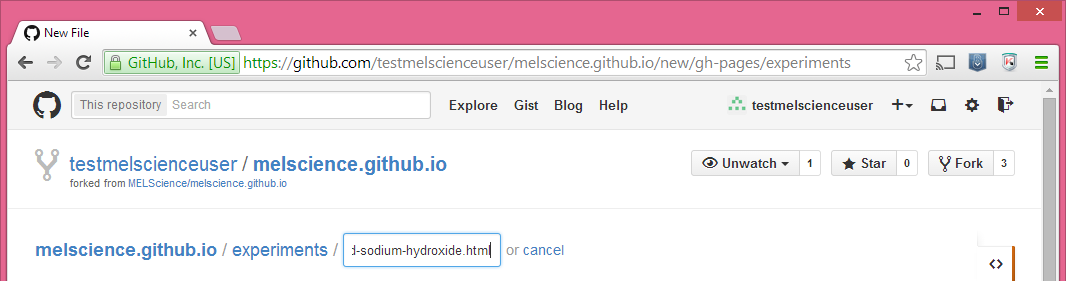 New File
GitHub, Inc. [US] https://github.com/testmelscienceuser/melscience.github.io/new/gh-pages/experiments
This repository Search Explore Gist Blog Help testmelscienceuser
testmelscienceuser / melscience.github.io Unwatch 1 Star 0 Fork 3
forked from MELScience/melscience.github.io
melscience.github.io / experiments / d-sodium-hydroxide.html or cancel